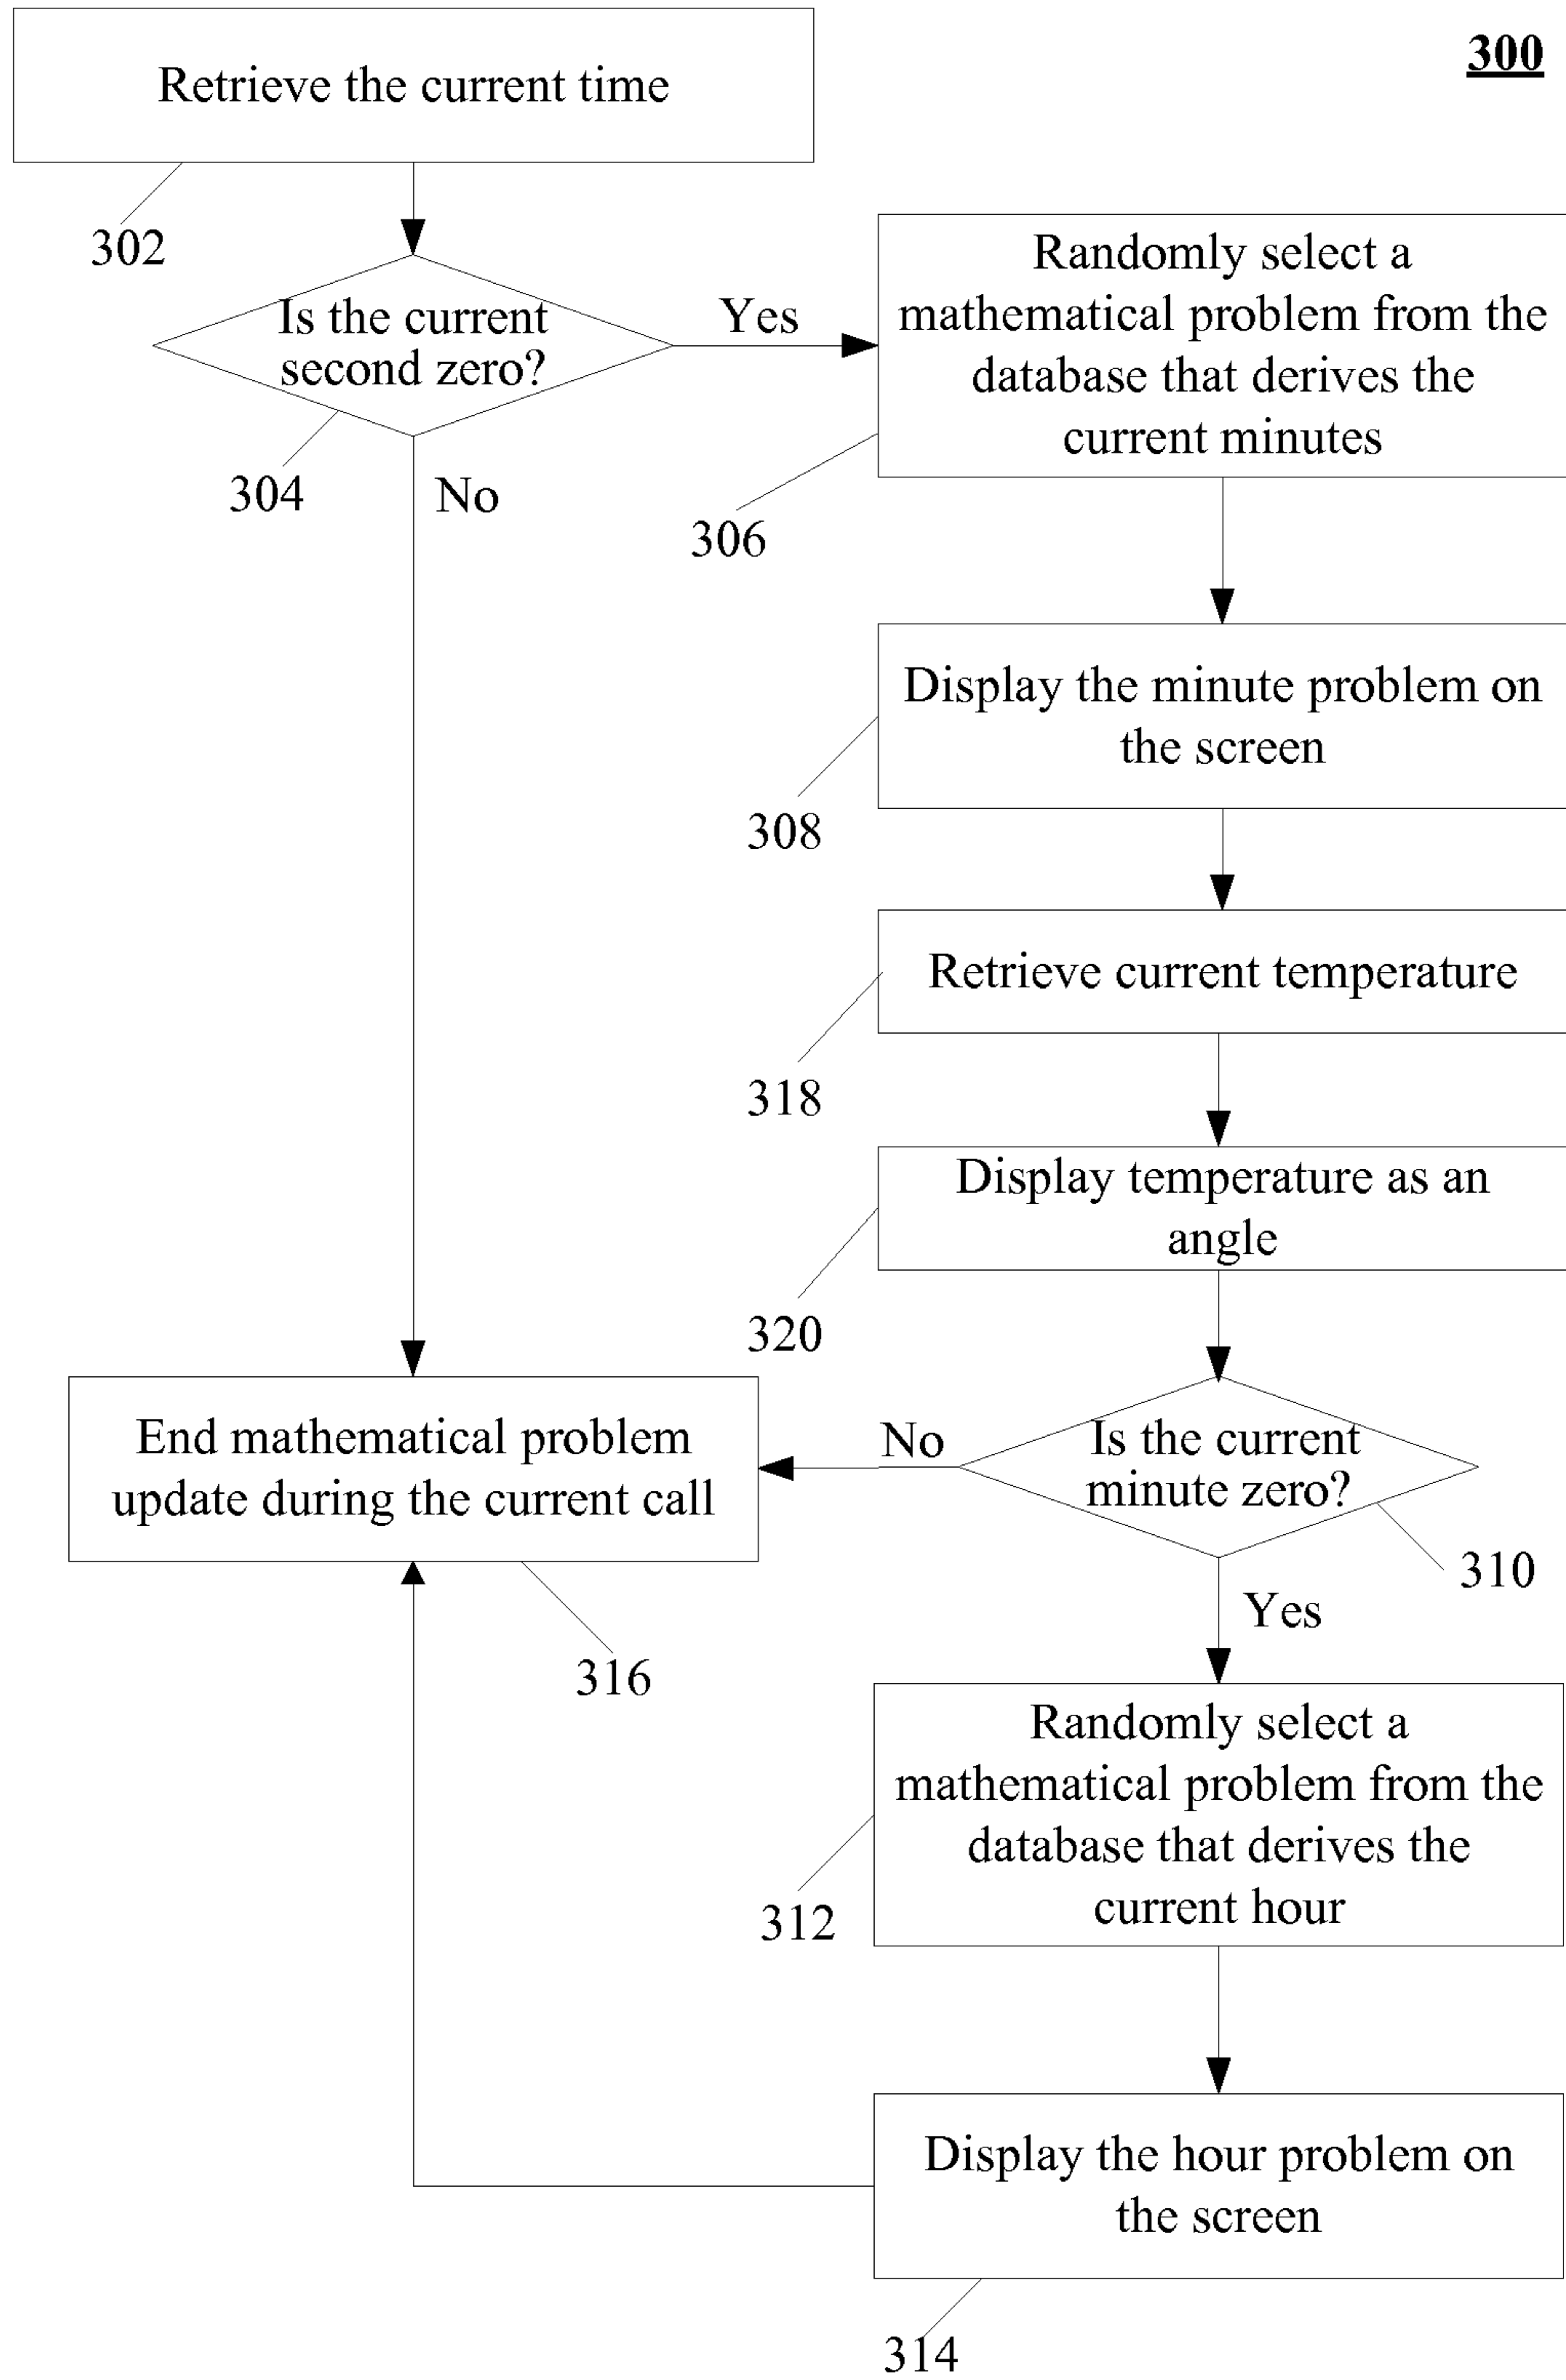 300
Retrieve the current time
302
Is the current
second zero?
Yes
304
No
Randomly select a
mathematical problem from the
database that derives the
current minutes
306
Display the minute problem on
the screen
308
Retrieve current temperature
318
Display temperature as an
angle
320
Is the current
minute zero?
No
310
Yes
End mathematical problem
update during the current call
316
Randomly select a
mathematical problem from the
database that derives the
current hour
312
Display the hour problem on
the screen
314